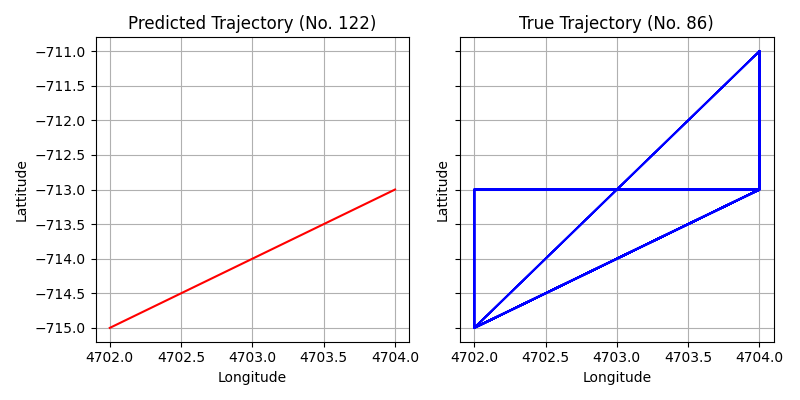 Predicted Trajectory (No. 122)
Lattitude
−711.0
−711.5
−712.0
−712.5
−713.0
−713.5
−714.0
−714.5
−715.0
4702.0 4702.5 4703.0 4703.5 4704.0
Longitude
True Trajectory (No. 86)
Lattitude
4702.0 4702.5 4703.0 4703.5 4704.0
Longitude